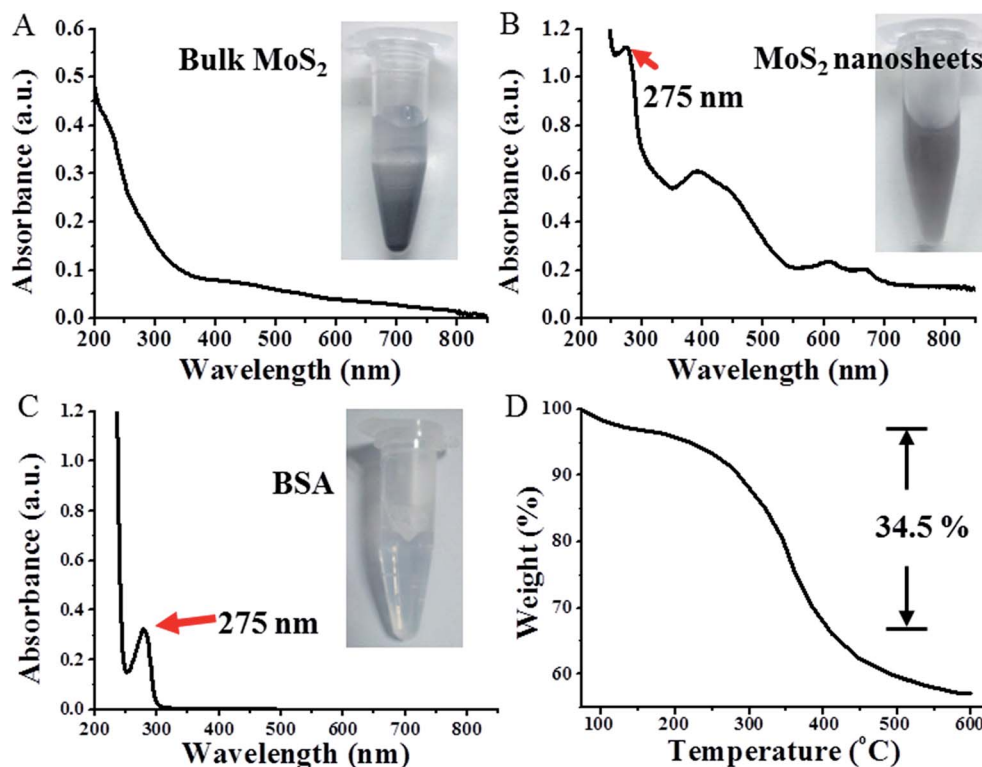 A
Bulk MoS₂
Absorbance (a.u.)
0.6
0.5
0.4
0.3
0.2
0.1
0.0
200 300 400 500 600 700 800
Wavelength (nm)
B
MoS₂ nanosheets
275 nm
Absorbance (a.u.)
1.2
1.0
0.8
0.6
0.4
0.2
0.0
200 300 400 500 600 700 800
Wavelength (nm)
C
BSA
275 nm
Absorbance (a.u.)
1.2
1.0
0.8
0.6
0.4
0.2
0.0
200 300 400 500 600 700 800
Wavelength (nm)
D
34.5 %
Weight (%)
100
90
80
70
60
100 200 300 400 500 600
Temperature (°C)